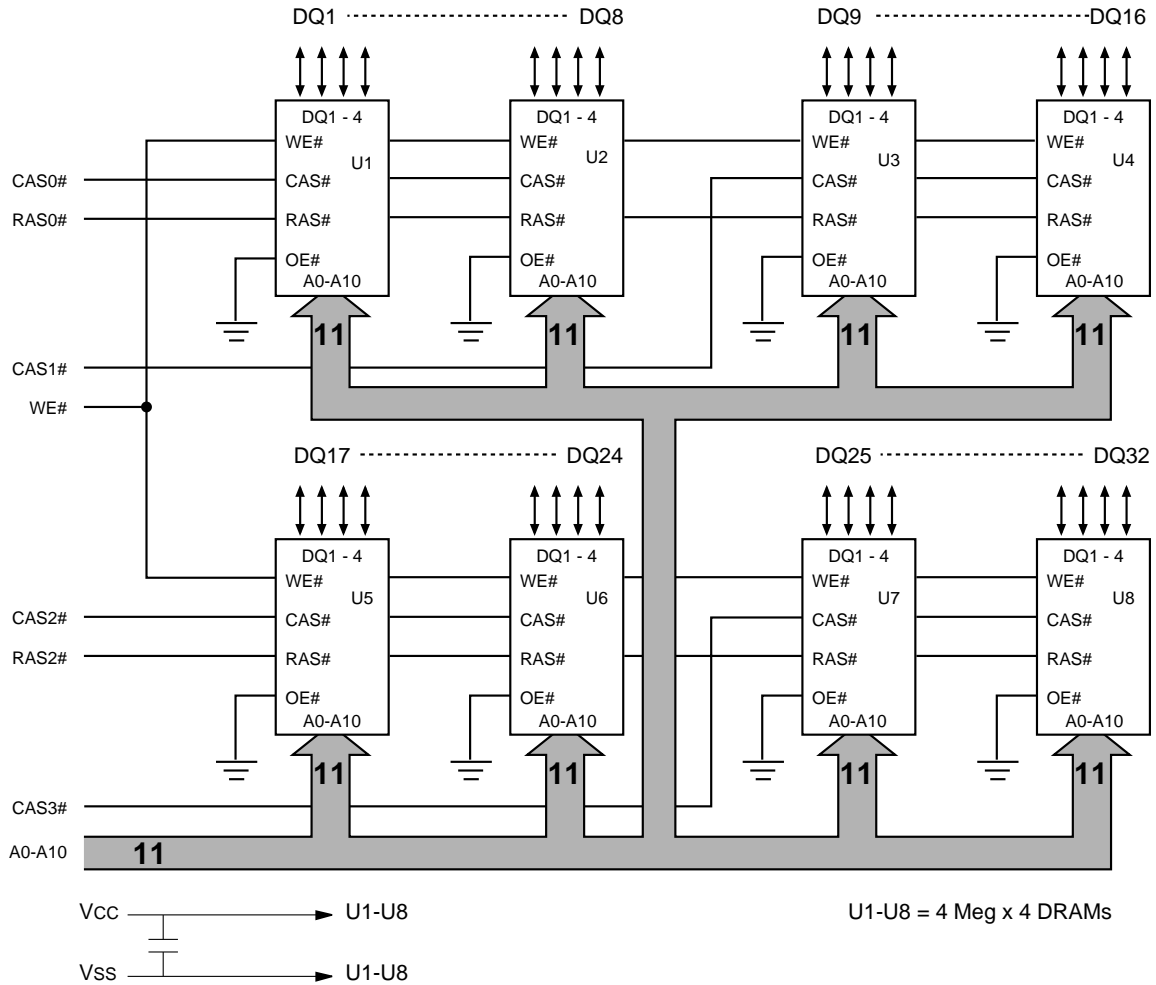 DQ1 DQ8 DQ9 DQ16
DQ1 - 4 DQ1 - 4 DQ1 - 4 DQ1 - 4
WE# WE# WE# WE#
U1 U2 U3 U4
CAS0# CAS# CAS# CAS# CAS#
RAS0# RAS# RAS# RAS# RAS#
OE# OE# OE# OE#
A0-A10 A0-A10 A0-A10 A0-A10
11 11 11 11
CAS1#
WE#
DQ17 DQ24 DQ25 DQ32
DQ1 - 4 DQ1 - 4 DQ1 - 4 DQ1 - 4
WE# WE# WE# WE#
U5 U6 U7 U8
CAS2# CAS# CAS# CAS# CAS#
RAS2# RAS# RAS# RAS# RAS#
OE# OE# OE# OE#
A0-A10 A0-A10 A0-A10 A0-A10
11 11 11 11
CAS3#
A0-A10 11
VCC U1-U8 U1-U8 = 4 Meg x 4 DRAMs
VSS U1-U8